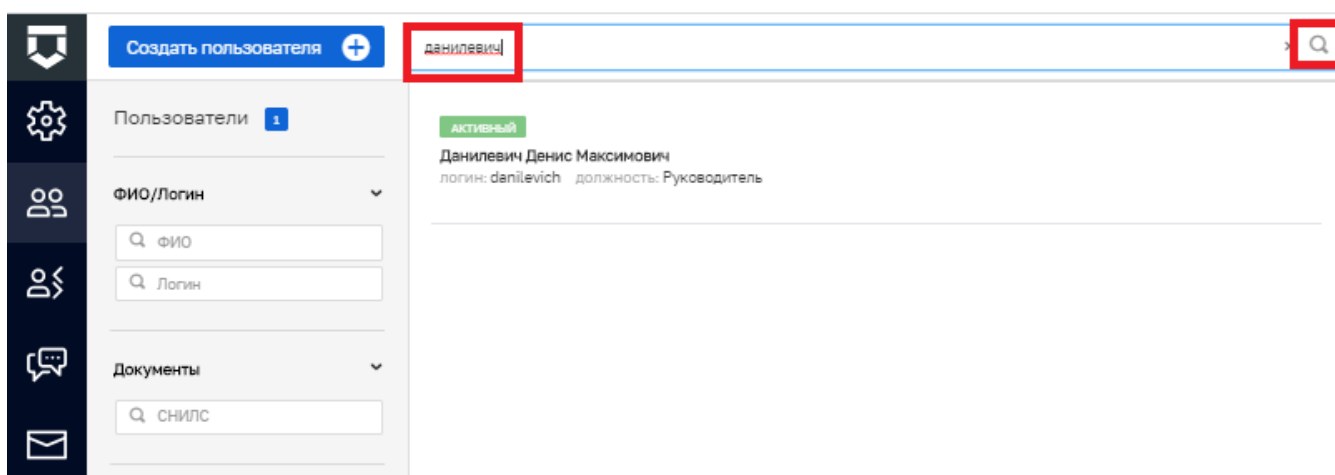 Создать пользователя
данилевич
Пользователи 1
ФИО/Логин
ФИО
Логин
Документы
СНИЛС
АКТИВНЫЙ
Данилевич Денис Максимович
логин: danilevich должность: Руководитель